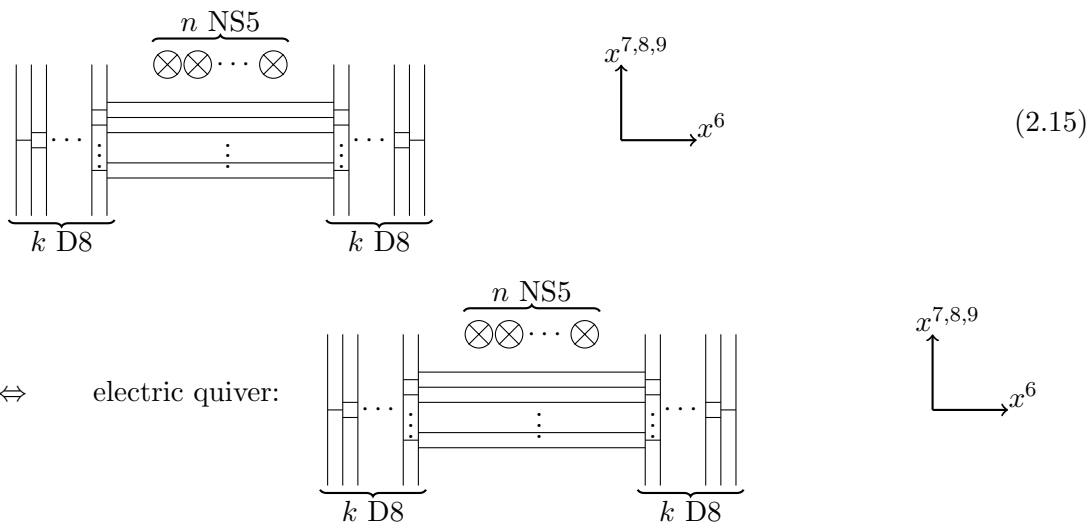 n NS5
x^{7,8,9}
x^6
(2.15)
· · ·
· · ·
· · ·
k D8
k D8
n NS5
x^{7,8,9}
⇔ electric quiver:
x^6
· · ·
· · ·
· · ·
k D8
k D8